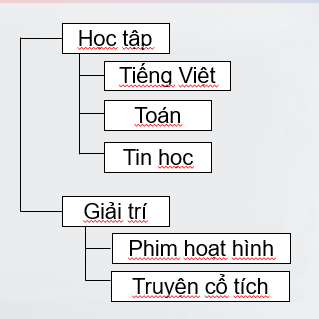 Học tập
Tiếng Việt
Toán
Tin học
Giải trí
Phim hoạt hình
Truyện cổ tích